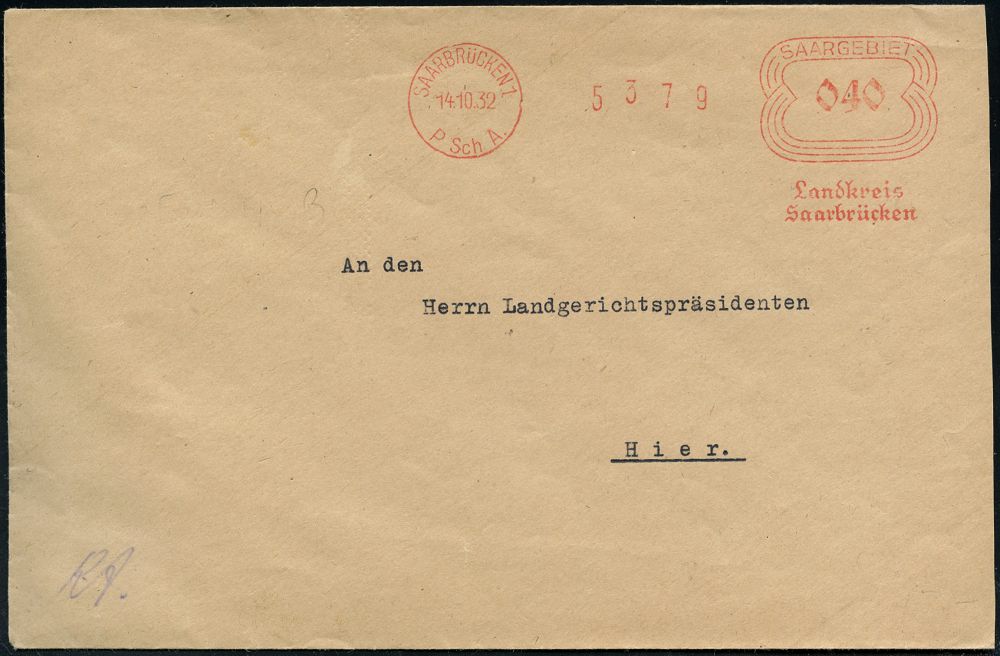 SAARBRÜCKEN 1
14.10.32
P Sch A.
5 3 7 9
SAARGEBIET
040
Landkreis
Saarbrücken
An den
Herrn Landgerichtspräsidenten
Hier.